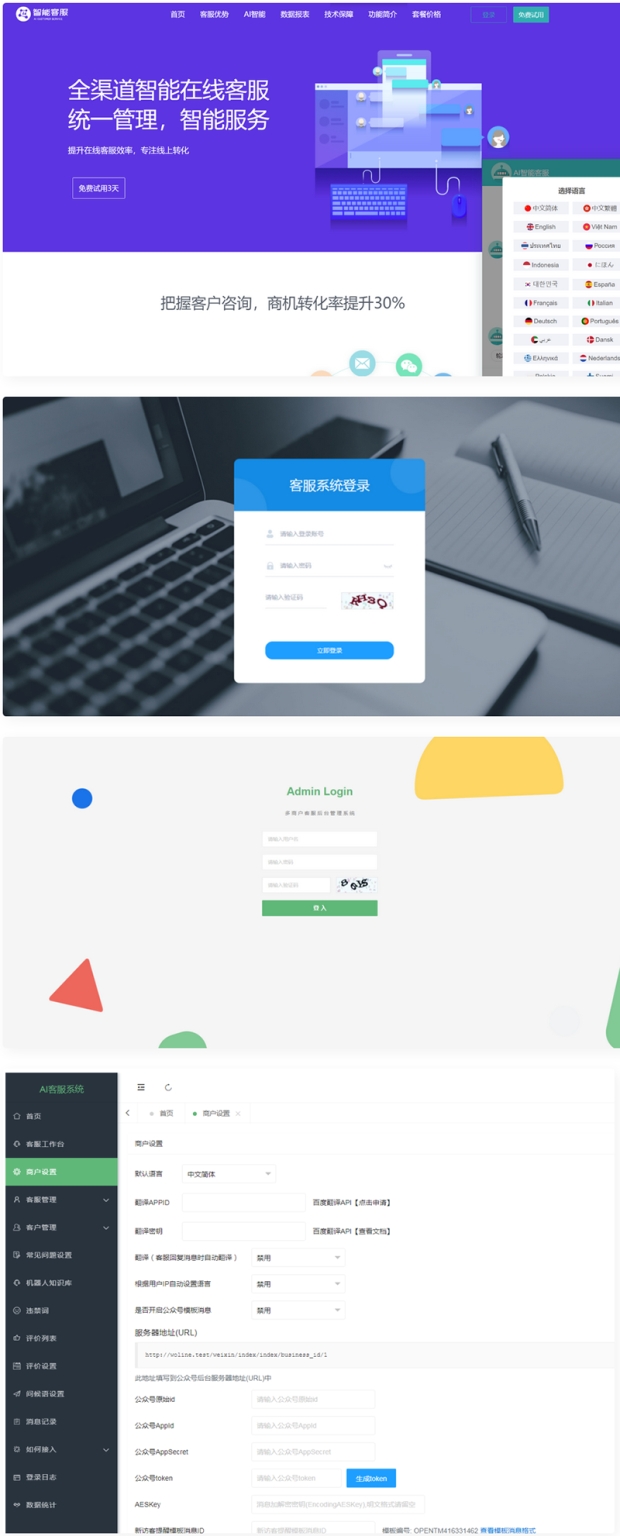 智能客服
首页 客服优势 AI智能 数据报表 技术保障 功能简介 套餐价格 登录 免费试用
全渠道智能在线客服
统一管理，智能服务
提升在线客服效率，专注线上转化
免费试用3天
AI智能客服
选择语言
中文简体 中文繁體
English Việt Nam
ประเทศไทย Россия
Indonesia にほん
대한민국 España
Français Italian
Deutsch Português
عربي Dansk
Ελληνικά Nederlands
把握客户咨询，商机转化率提升30%
客服系统登录
请输入登录账号
请输入密码
请输入验证码
立即登录
Admin Login
多商户客服后台管理系统
请输入用户名
请输入密码
请输入验证码
登 入
AI客服系统
首页
客服工作台
商户设置
客服管理
客户管理
常见问题设置
机器人知识库
违禁词
评价列表
评价设置
问候语设置
消息记录
如何接入
登录日志
数据统计
首页 商户设置
商户设置
默认语言 中文简体
翻译APPID 百度翻译API【点击申请】
翻译密钥 百度翻译API【查看文档】
翻译（客服回复消息时自动翻译） 禁用
根据用户IP自动设置语言 禁用
是否开启公众号模板消息 禁用
服务器地址(URL)
http://wolive.test/weixin/index/index/business_id/1
此地址填写到公众号后台服务器地址(URL)中
公众号原始id 请输入公众号原始id
公众号AppId 请输入公众号AppId
公众号AppSecret 请输入公众号AppSecret
公众号token 请输入公众号token 生成token
AESKey 消息加解密密钥(EncodingAESKey),明文格式请留空
新访客提醒模板消息ID 新访客提醒模板消息ID 模板编号: OPENTM416331462 查看模板消息格式